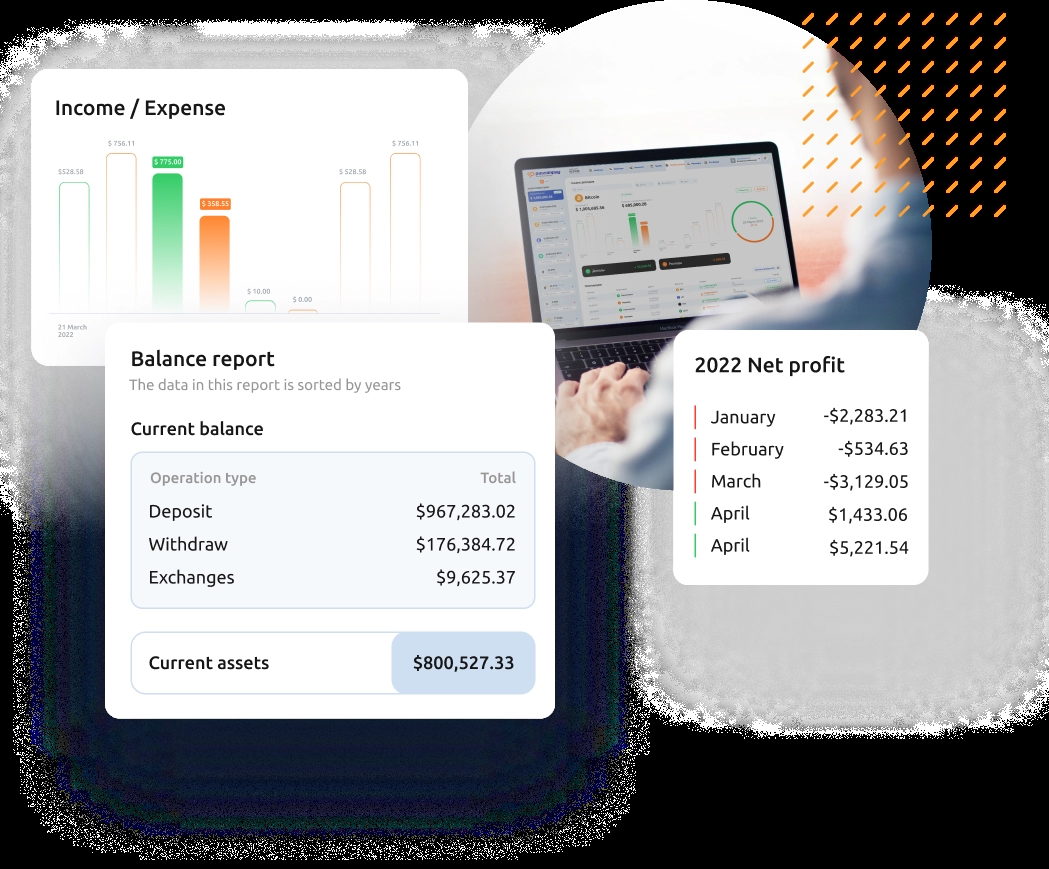 Income / Expense
$ 756.11
$ 756.11
$ 775.00
$528.58
$ 528.58
$ 358.55
$ 10.00
$ 0.00
21 March
2022
Bitcoin
Balance report
The data in this report is sorted by years
Current balance
Operation type Total
Deposit $967,283.02
Withdraw $176,384.72
Exchanges $9,625.37
Current assets $800,527.33
2022 Net profit
January -$2,283.21
February -$534.63
March -$3,129.05
April $1,433.06
April $5,221.54